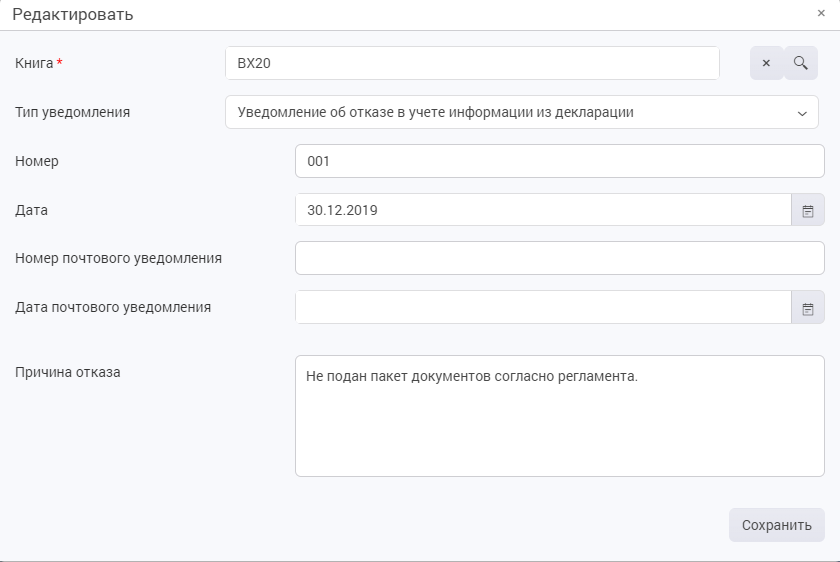 Редактировать ×
Книга * ВХ20 ×
Тип уведомления Уведомление об отказе в учете информации из декларации
Номер 001
Дата 30.12.2019
Номер почтового уведомления
Дата почтового уведомления
Причина отказа Не подан пакет документов согласно регламента.
Сохранить